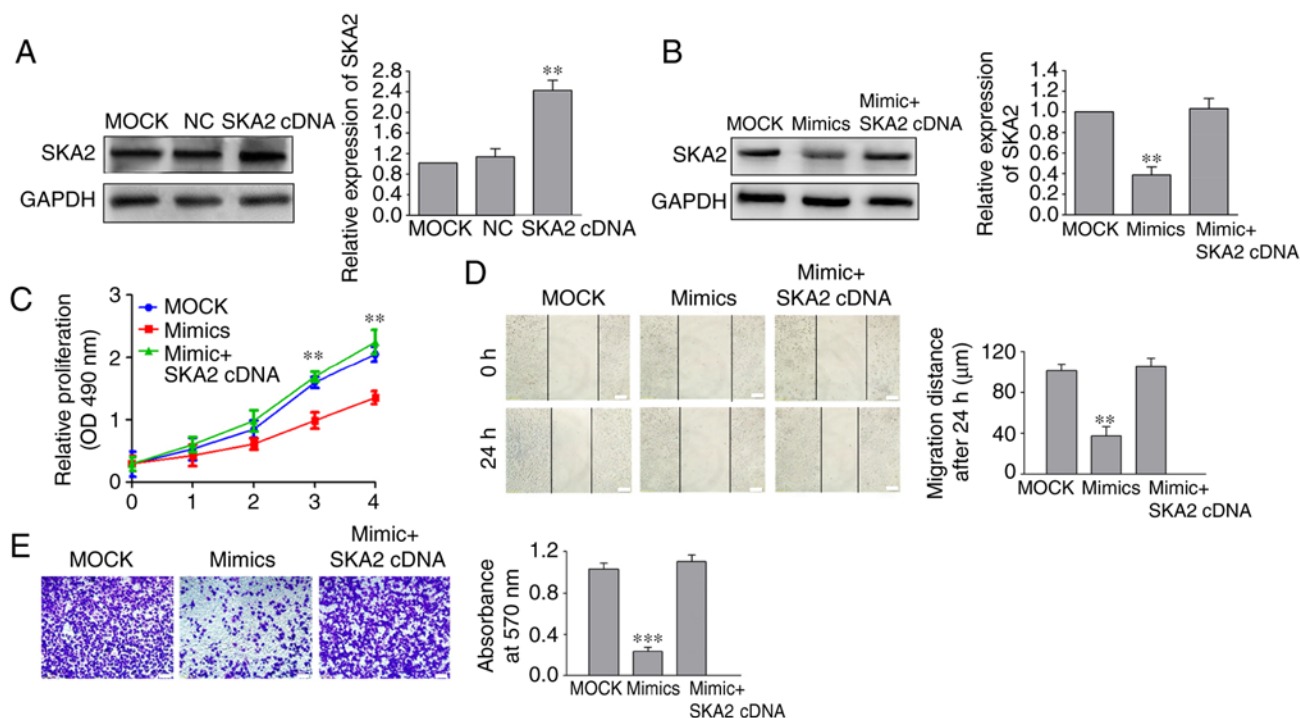 A
MOCK NC SKA2 cDNA
SKA2
GAPDH
Relative expression of SKA2
2.8
2.4
2.0
1.6
1.2
0.8
0.4
0.0
**
MOCK NC SKA2 cDNA
B
MOCK Mimics Mimic+
SKA2 cDNA
SKA2
GAPDH
Relative expression
of SKA2
1.4
1.2
1.0
0.8
0.6
0.4
0.2
0.0
**
MOCK Mimics Mimic+
SKA2 cDNA
C
Relative proliferation
(OD 490 nm)
3
2
1
0
MOCK
Mimics
Mimic+
SKA2 cDNA
**
**
0 1 2 3 4
D
MOCK Mimics Mimic+
SKA2 cDNA
0 h
24 h
Migration distance
after 24 h (μm)
120
80
40
0
**
MOCK Mimics Mimic+
SKA2 cDNA
E
MOCK Mimics Mimic+
SKA2 cDNA
Absorbance
at 570 nm
1.2
0.8
0.4
0.0
***
MOCK Mimics Mimic+
SKA2 cDNA